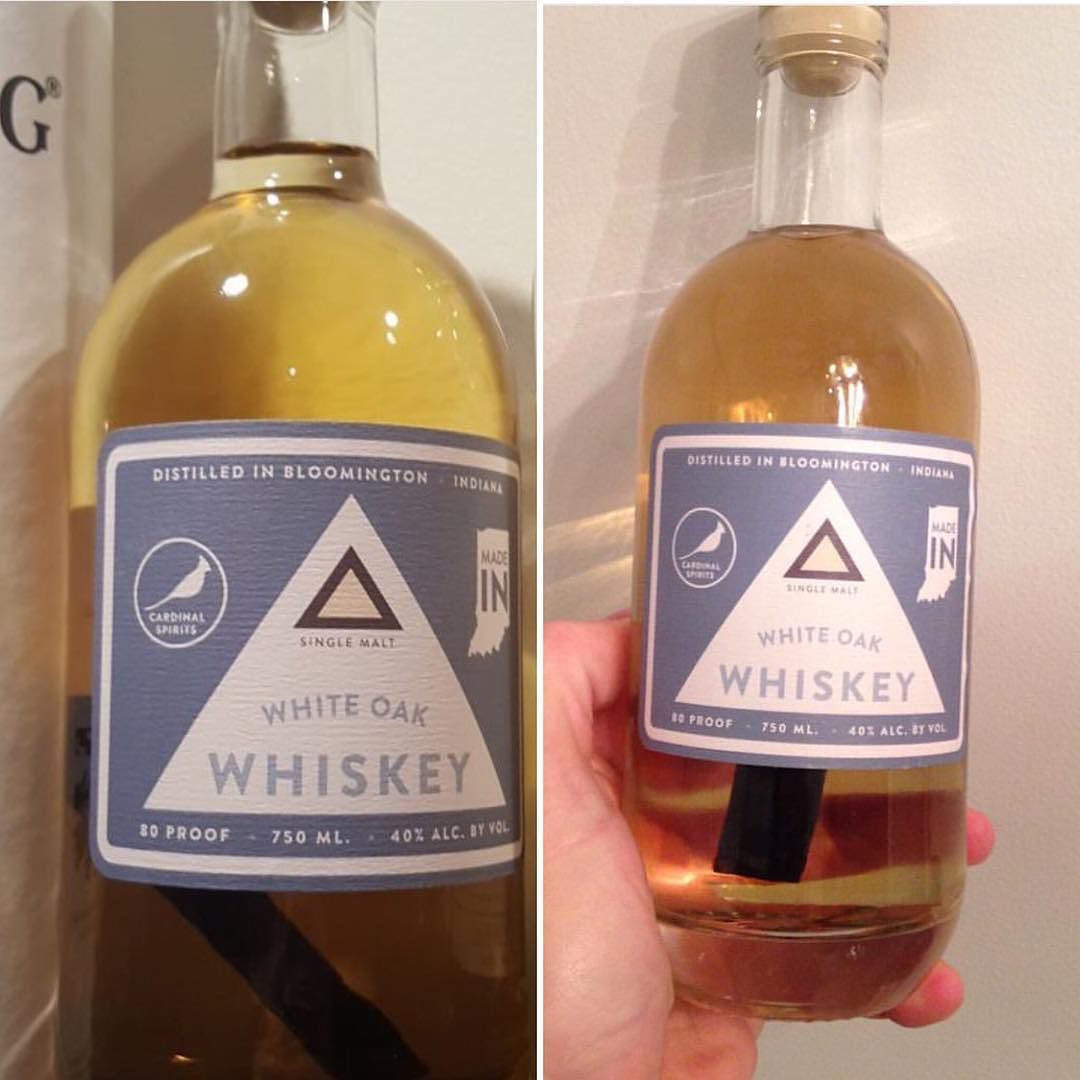 G®
DISTILLED IN BLOOMINGTON · INDIANA
CARDINAL
SPIRITS
MADE
IN
SINGLE MALT
WHITE OAK
WHISKEY
80 PROOF · 750 ML. · 40% ALC. BY VOL.
DISTILLED IN BLOOMINGTON · INDIANA
CARDINAL
SPIRITS
MADE
IN
SINGLE MALT
WHITE OAK
WHISKEY
80 PROOF · 750 ML. · 40% ALC. BY VOL.